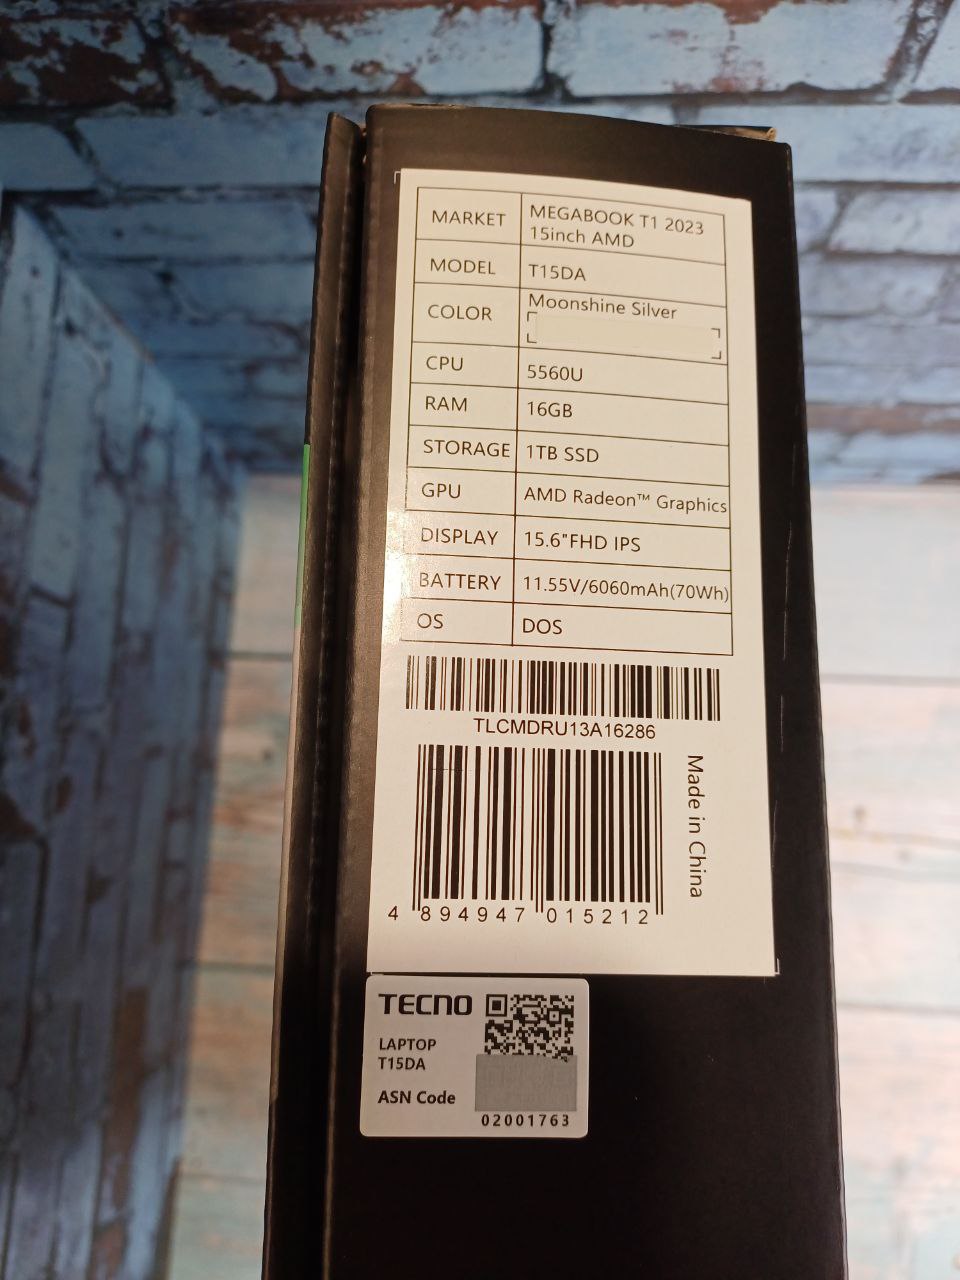 MARKET MEGABOOK T1 2023
15inch AMD
MODEL T15DA
COLOR Moonshine Silver
CPU 5560U
RAM 16GB
STORAGE 1TB SSD
GPU AMD Radeon™ Graphics
DISPLAY 15.6"FHD IPS
BATTERY 11.55V/6060mAh(70Wh)
OS DOS
TLCMDRU13A16286
Made in China
4 894947 015212
TECNO
LAPTOP
T15DA
ASN Code
02001763